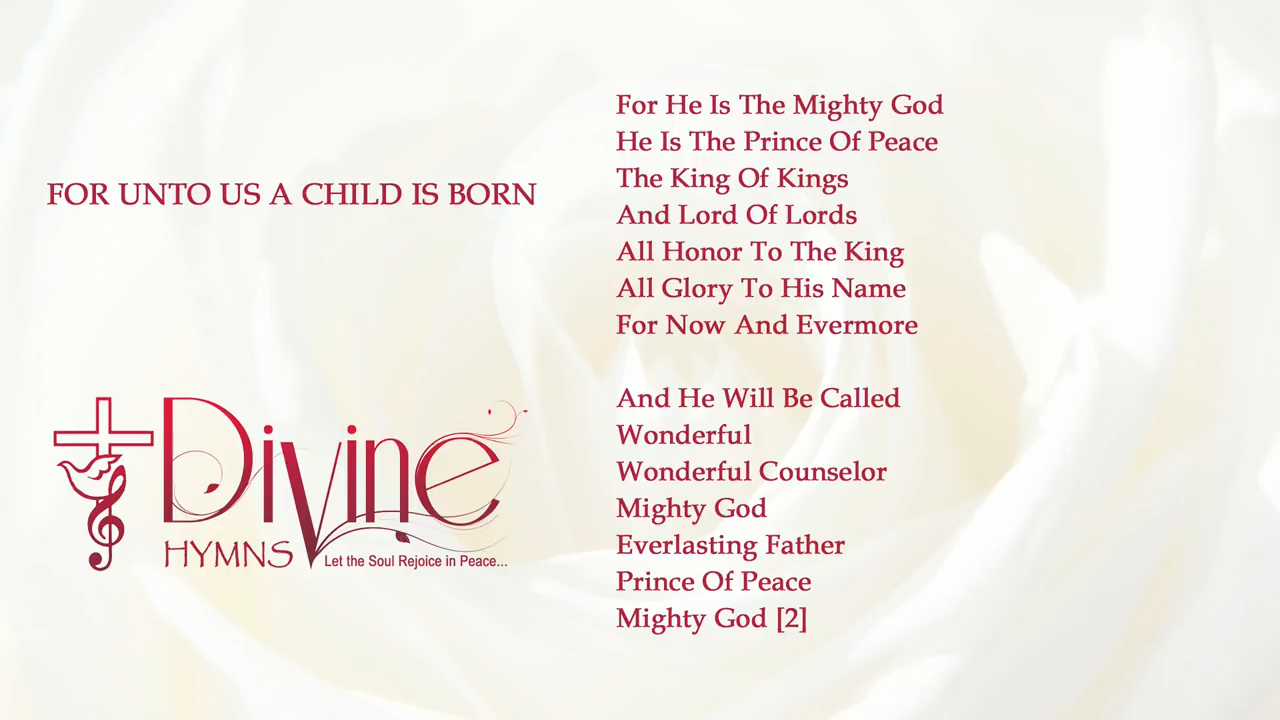 FOR UNTO US A CHILD IS BORN
Divine
HYMNS
Let the Soul Rejoice in Peace...
For He Is The Mighty God
He Is The Prince Of Peace
The King Of Kings
And Lord Of Lords
All Honor To The King
All Glory To His Name
For Now And Evermore
And He Will Be Called
Wonderful
Wonderful Counselor
Mighty God
Everlasting Father
Prince Of Peace
Mighty God [2]